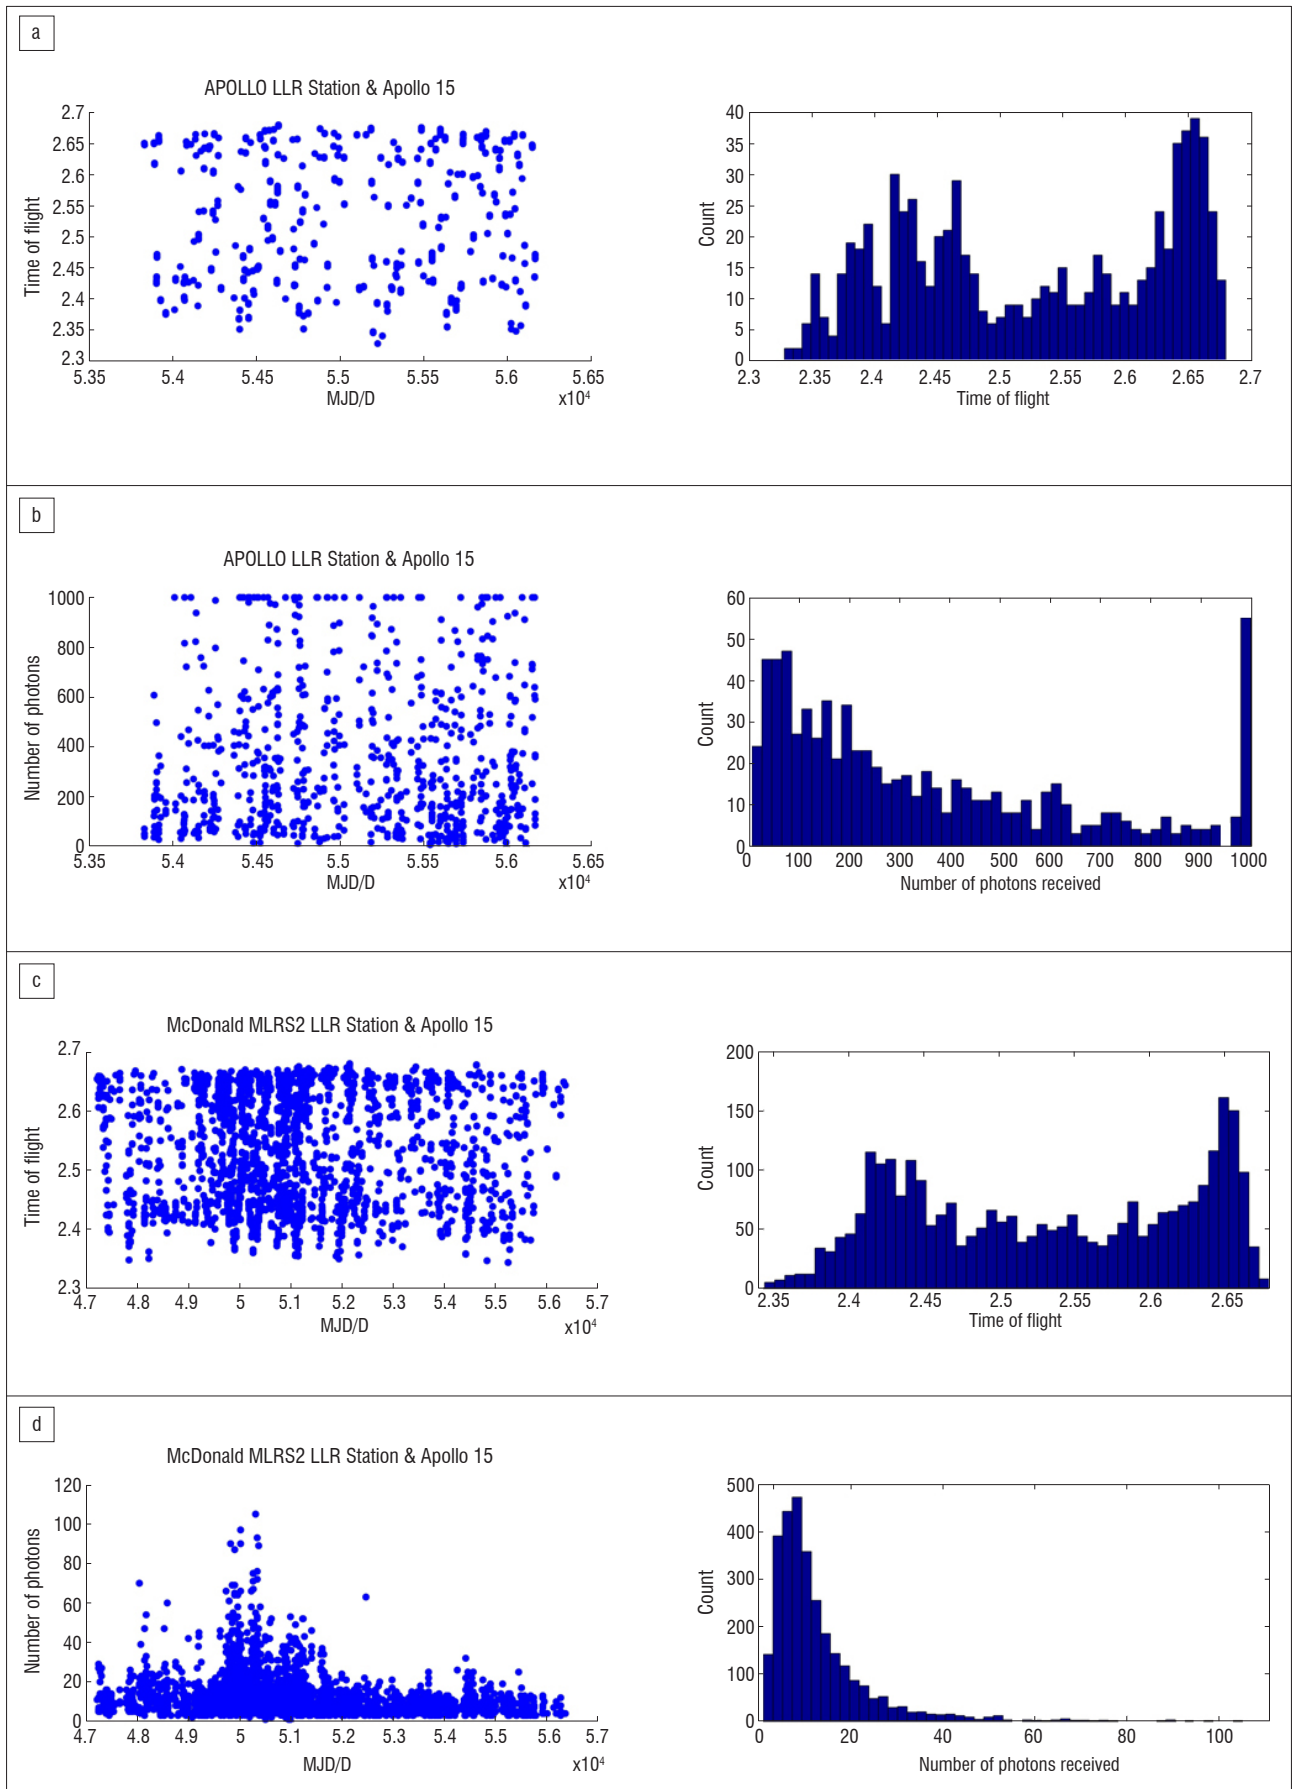 a
APOLLO LLR Station & Apollo 15
Time of flight
2.7
2.65
2.6
2.55
2.5
2.45
2.4
2.35
2.3
5.35 5.4 5.45 5.5 5.55 5.6 5.65
MJD/D x10⁴
Count
40
35
30
25
20
15
10
5
0
2.3 2.35 2.4 2.45 2.5 2.55 2.6 2.65 2.7
Time of flight
b
APOLLO LLR Station & Apollo 15
Number of photons
1000
800
600
400
200
0
5.35 5.4 5.45 5.5 5.55 5.6 5.65
MJD/D x10⁴
Count
60
50
40
30
20
10
0
0 100 200 300 400 500 600 700 800 900 1000
Number of photons received
c
McDonald MLRS2 LLR Station & Apollo 15
Time of flight
2.7
2.6
2.5
2.4
2.3
4.7 4.8 4.9 5 5.1 5.2 5.3 5.4 5.5 5.6 5.7
MJD/D x10⁴
Count
200
150
100
50
0
2.35 2.4 2.45 2.5 2.55 2.6 2.65
Time of flight
d
McDonald MLRS2 LLR Station & Apollo 15
Number of photons
120
100
80
60
40
20
0
4.7 4.8 4.9 5 5.1 5.2 5.3 5.4 5.5 5.6 5.7
MJD/D x10⁴
Count
500
400
300
200
100
0
0 20 40 60 80 100
Number of photons received